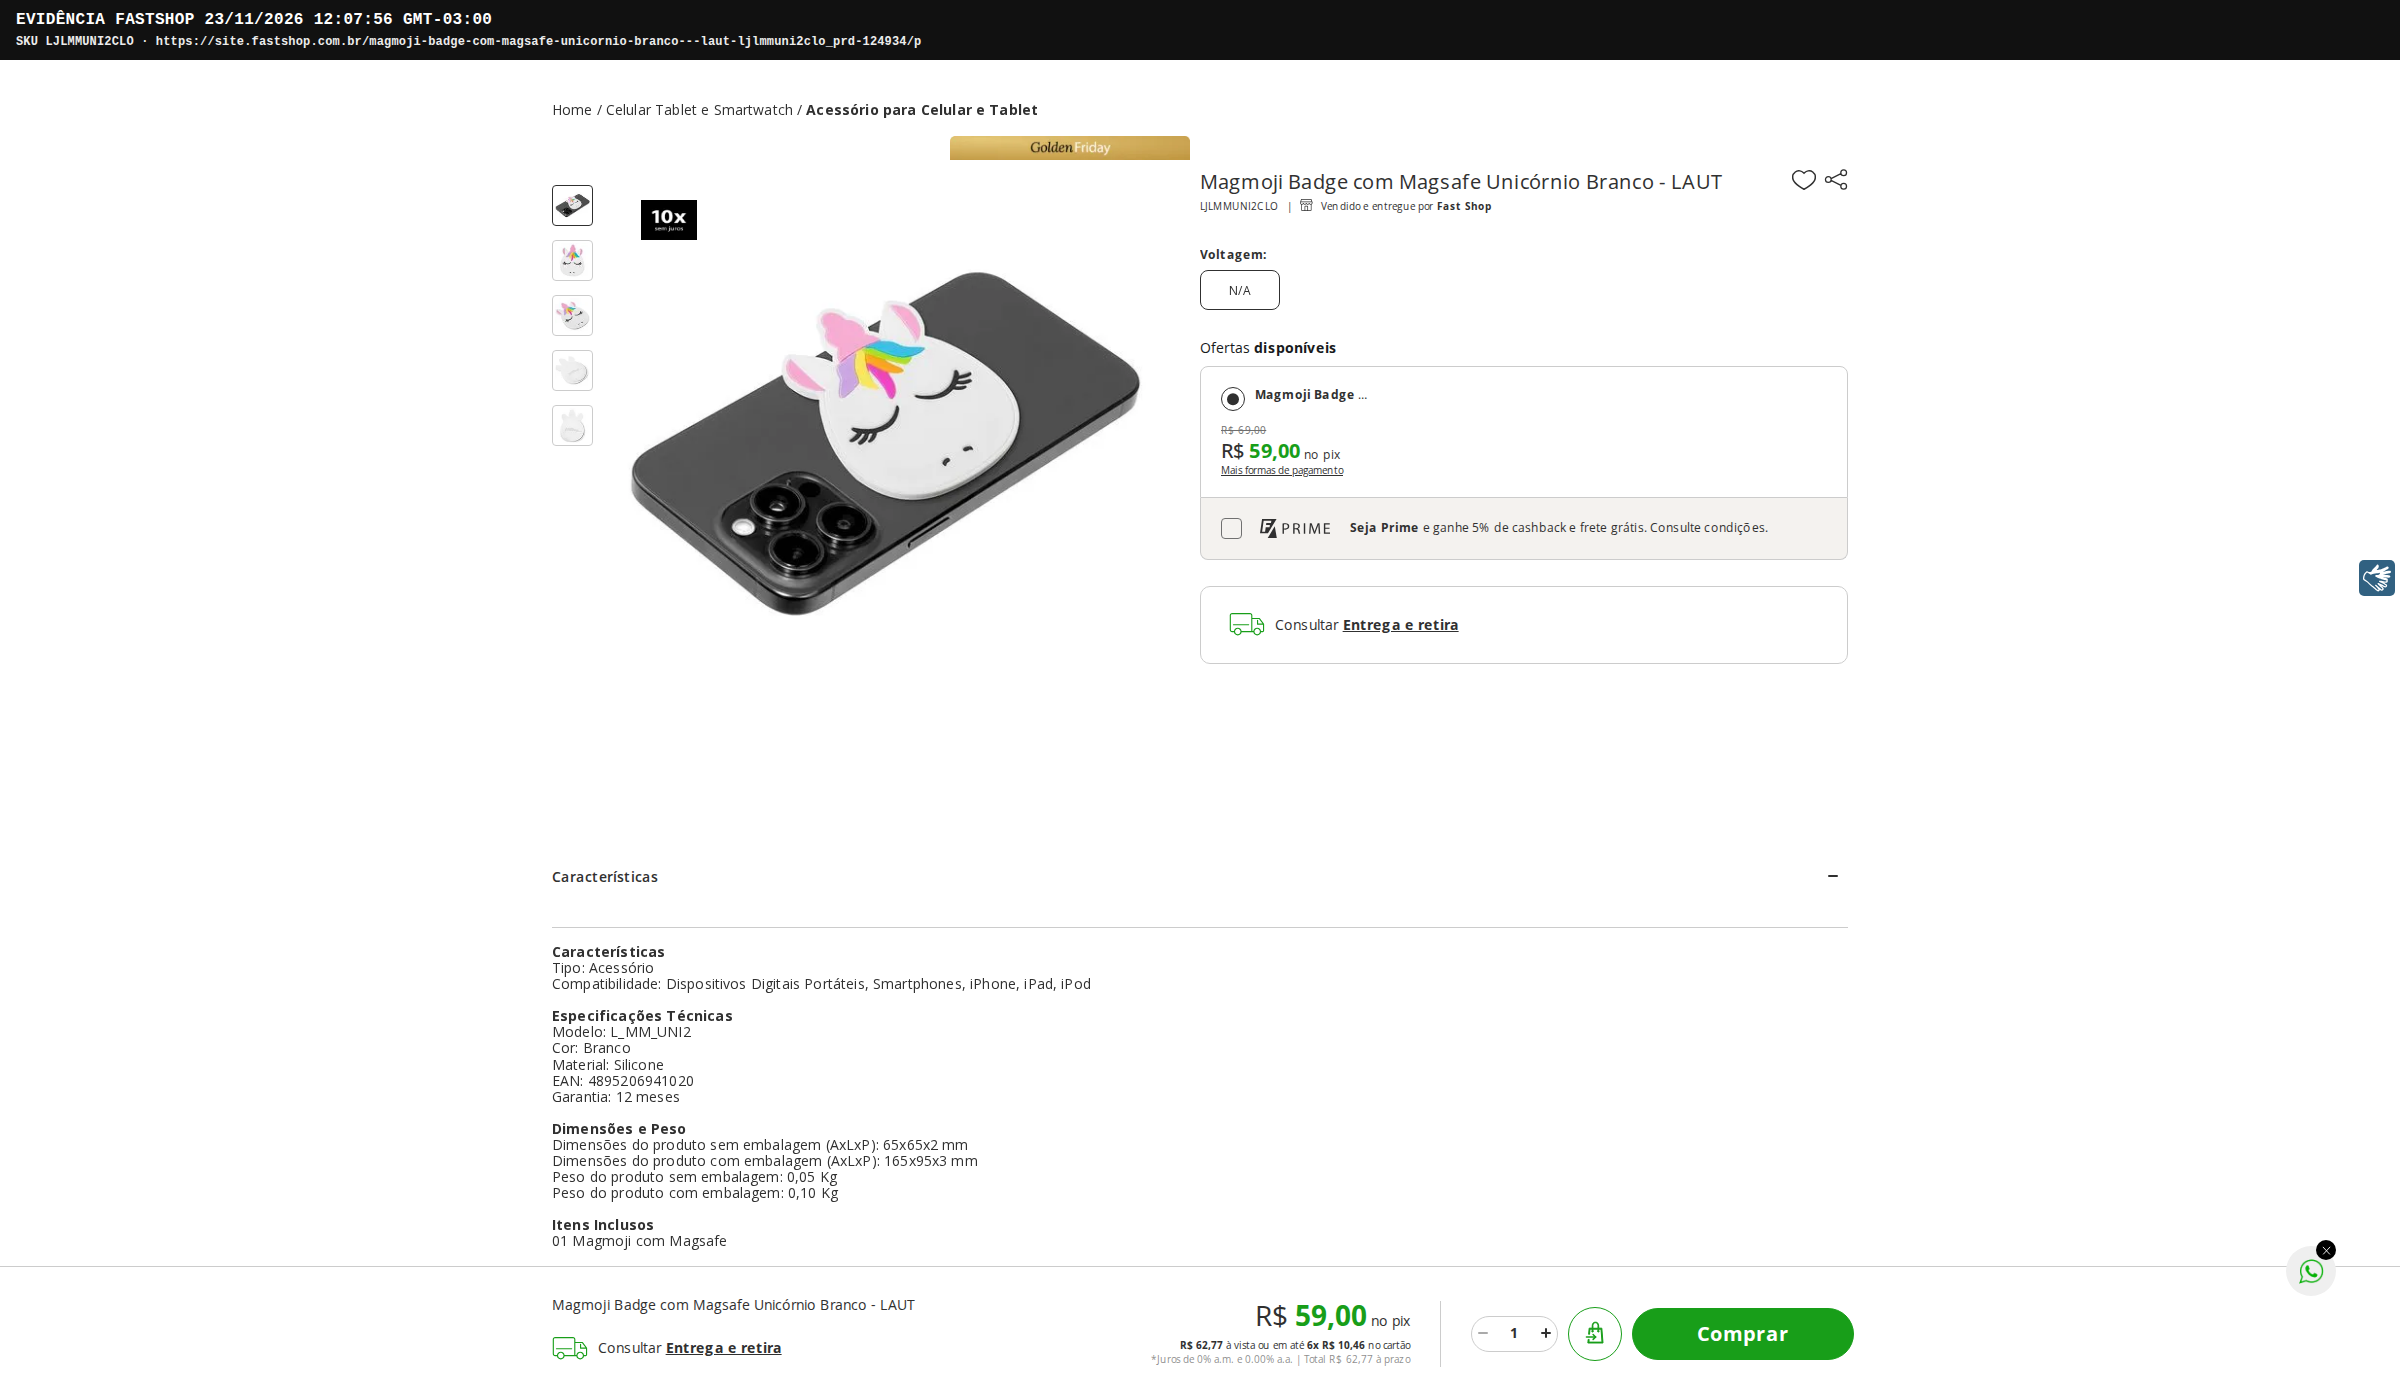 EVIDÊNCIA FASTSHOP 23/11/2026 12:07:56 GMT-03:00
SKU LJLMMUNI2CLO · https://site.fastshop.com.br/magmoji-badge-com-magsafe-unicornio-branco---laut-ljlmmuni2clo_prd-124934/p
Home / Celular Tablet e Smartwatch / Acessório para Celular e Tablet
Golden Friday
10x
sem juros
Magmoji Badge com Magsafe Unicórnio Branco - LAUT
LJLMMUNI2CLO | Vendido e entregue por Fast Shop
Voltagem:
N/A
Ofertas disponíveis
Magmoji Badge ...
R$ 69,00
R$ 59,00 no pix
Mais formas de pagamento
PRIME Seja Prime e ganhe 5% de cashback e frete grátis. Consulte condições.
Consultar Entrega e retira
Características
Características
Tipo: Acessório
Compatibilidade: Dispositivos Digitais Portáteis, Smartphones, iPhone, iPad, iPod
Especificações Técnicas
Modelo: L_MM_UNI2
Cor: Branco
Material: Silicone
EAN: 4895206941020
Garantia: 12 meses
Dimensões e Peso
Dimensões do produto sem embalagem (AxLxP): 65x65x2 mm
Dimensões do produto com embalagem (AxLxP): 165x95x3 mm
Peso do produto sem embalagem: 0,05 Kg
Peso do produto com embalagem: 0,10 Kg
Itens Inclusos
01 Magmoji com Magsafe
Magmoji Badge com Magsafe Unicórnio Branco - LAUT
Consultar Entrega e retira
R$ 59,00 no pix
R$ 62,77 à vista ou em até 6x R$ 10,46 no cartão
*Juros de 0% a.m. e 0.00% a.a. | Total R$ 62,77 à prazo
1
Comprar